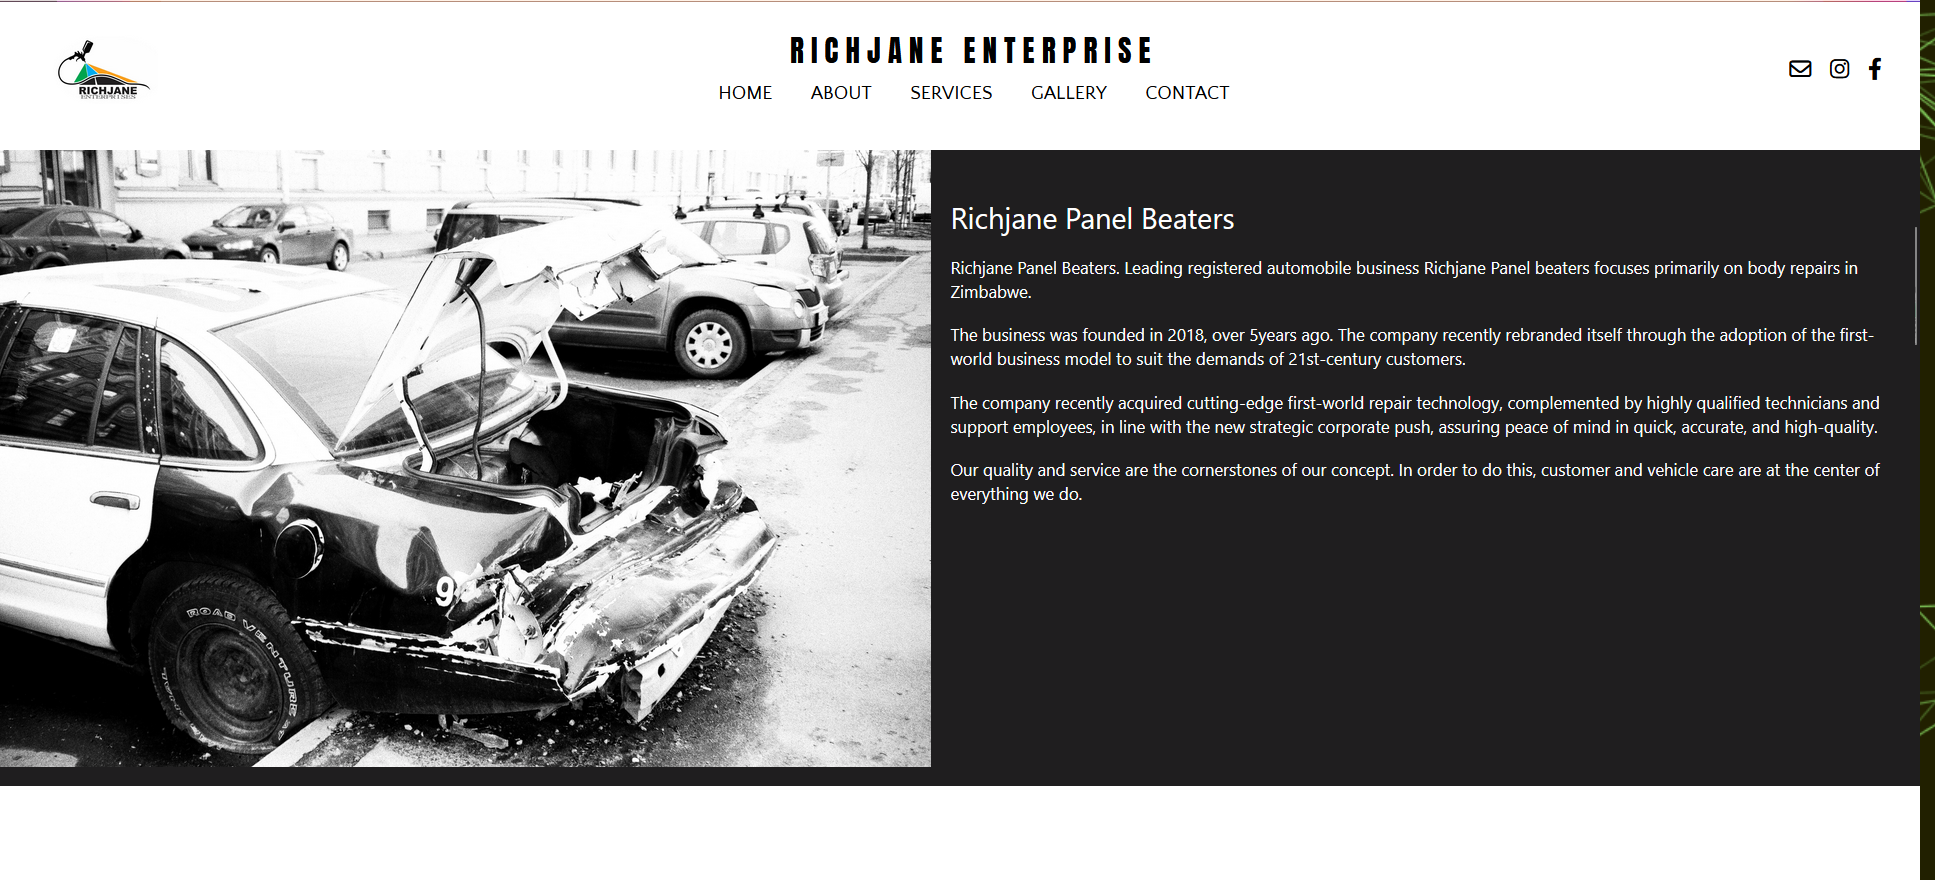 RICHJANE
ENTERPRISES
RICHJANE ENTERPRISE
HOME ABOUT SERVICES GALLERY CONTACT
Richjane Panel Beaters
Richjane Panel Beaters. Leading registered automobile business Richjane Panel beaters focuses primarily on body repairs in
Zimbabwe.
The business was founded in 2018, over 5years ago. The company recently rebranded itself through the adoption of the first-
world business model to suit the demands of 21st-century customers.
The company recently acquired cutting-edge first-world repair technology, complemented by highly qualified technicians and
support employees, in line with the new strategic corporate push, assuring peace of mind in quick, accurate, and high-quality.
Our quality and service are the cornerstones of our concept. In order to do this, customer and vehicle care are at the center of
everything we do.
9
ROAD VENTURE